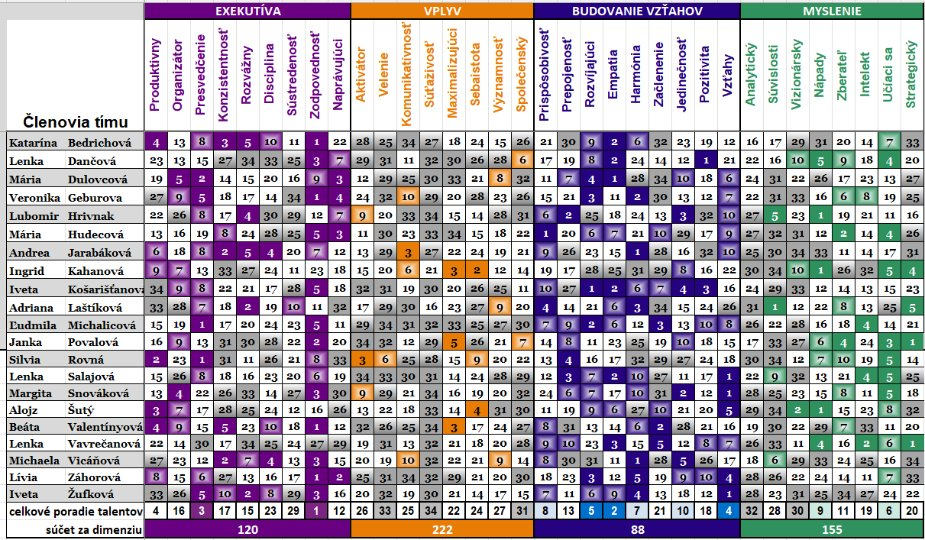 EXEKUTÍVA VPLYV BUDOVANIE VZŤAHOV MYSLENIE
Členovia tímu Produktívny Organizátor Presvedčenie Konzistentnosť Rozvážny Disciplína Sústredenosť Zodpovednosť Naprávajúci Aktivátor Velenie Komunikatívnosť Súťaživosť Maximalizujúci Sebaistota Významnosť Spoločenský Prispôsobivosť Prepojenosť Rozvíjajúci Empatia Harmónia Začlenenie Jedinečnosť Pozitivita Vzťahy Analytický Súvislosti Vizionársky Nápady Zberateľ Intelekt Učiaci sa Strategický
Katarína Bedrichová 4 13 8 3 5 10 11 1 22 28 25 34 27 18 24 15 26 21 30 9 2 6 32 23 19 12 16 17 29 31 20 14 7 33
Lenka Dančová 23 13 15 27 34 33 25 3 7 29 31 11 32 30 26 28 6 17 19 8 2 24 14 12 1 21 16 22 10 5 9 18 4 20
Mária Dulovcová 19 5 2 14 15 20 16 9 3 12 29 25 30 33 21 8 32 11 7 4 1 28 34 10 18 6 24 31 22 23 13 17 19 27
Veronika Geburova 27 9 5 18 17 14 34 1 4 24 32 10 29 20 28 23 26 15 21 3 11 2 30 12 13 7 31 22 33 16 6 8 25 19
Lubomir Hrivnak 22 26 8 17 4 30 29 12 7 9 20 33 34 15 14 28 31 6 2 25 18 24 13 3 32 10 27 5 23 1 19 21 11 16
Mária Hudecová 13 16 19 8 24 28 25 5 3 11 30 23 33 34 15 18 22 1 20 6 7 21 10 29 17 9 27 31 32 12 2 14 4 26
Andrea Jarabáková 6 18 8 2 5 4 20 7 12 13 29 3 27 22 14 19 21 9 26 23 15 1 28 16 32 10 25 30 34 33 11 31 17 24
Ingrid Kahanová 9 7 13 33 27 24 11 23 18 15 20 6 21 3 2 12 14 19 17 28 25 31 29 8 16 22 34 30 10 1 26 32 5 4
Iveta Košarišťanova 34 9 8 22 21 17 28 5 18 32 31 19 30 20 26 25 16 10 27 1 2 6 7 4 3 15 33 23 24 12 13 29 11 14
Adriana Laštíková 33 28 7 18 2 19 10 11 23 17 29 30 16 32 27 9 20 4 14 21 6 15 34 3 24 26 31 1 12 22 8 13 25 5
Ľudmila Michalicová 15 19 1 17 20 24 23 5 11 29 34 31 32 33 25 27 30 7 9 2 6 12 3 13 10 8 26 22 28 18 16 4 14 21
Janka Povalová 16 9 13 31 30 28 22 2 20 34 32 12 29 5 26 25 7 14 17 8 10 15 11 18 19 21 33 27 23 6 4 24 3 1
Silvia Rovná 2 23 1 31 11 26 21 8 33 3 6 25 28 15 9 22 20 13 4 16 17 32 29 27 24 18 30 34 12 7 10 19 5 14
Lenka Salajová 15 26 8 18 16 23 20 6 19 34 33 29 30 31 14 28 24 12 3 7 10 2 11 27 17 1 22 9 32 13 21 4 5 25
Margita Snováková 13 4 14 22 26 33 11 27 30 9 29 21 34 16 19 32 20 24 6 7 17 10 31 2 12 1 28 23 25 15 8 11 5 18
Alojz Šutý 3 7 17 28 25 24 12 16 26 13 22 18 33 14 4 31 30 11 19 9 6 27 10 21 20 5 29 34 2 1 15 23 8 32
Beáta Valentínyová 4 9 15 5 23 10 18 1 12 22 26 25 17 3 16 24 27 8 31 13 14 6 2 28 21 11 34 32 29 30 7 33 20 19
Lenka Vavrečanová 22 14 30 17 34 25 24 27 29 19 31 13 32 21 18 20 28 9 10 23 3 15 5 12 8 7 26 33 11 4 16 2 6 1
Michaela Vicáňová 27 23 12 2 7 4 13 3 15 20 16 10 32 22 21 9 14 8 30 31 11 1 28 5 26 17 18 6 29 33 24 25 19 34
Lívia Záhorová 8 15 6 27 13 11 17 1 2 25 31 34 30 18 20 14 21 23 3 12 5 19 4 16 10 9 22 29 24 32 28 26 7 33
Iveta Žufková 33 26 5 10 2 8 29 3 16 20 32 19 30 21 14 17 15 7 11 6 9 4 13 18 12 1 28 23 31 25 34 27 24 22
celkové poradie talentov 4 16 3 17 15 23 29 1 12 26 33 25 34 22 24 27 31 8 13 5 2 7 21 10 18 4 32 28 30 9 11 19 6 20
súčet za dimenziu 120 222 88 155